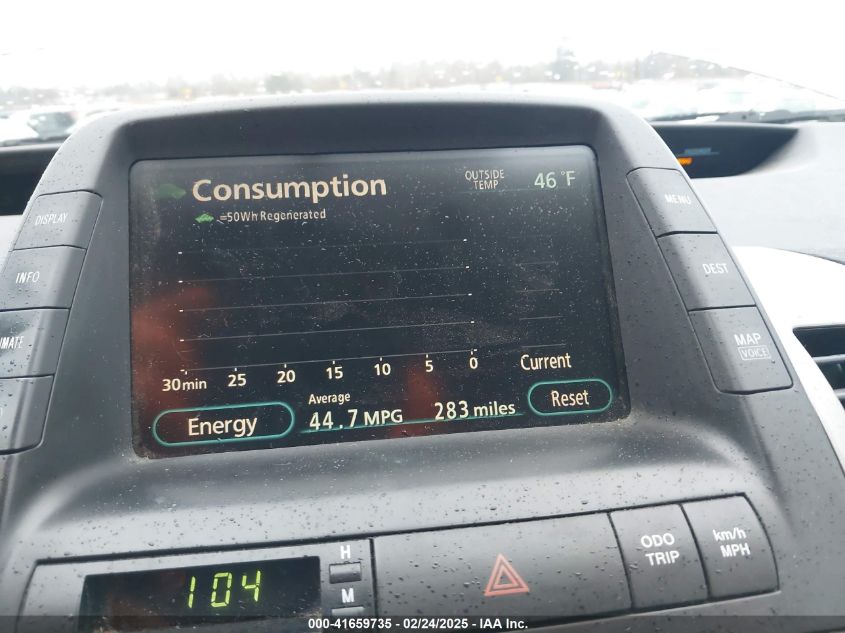 Consumption
OUTSIDE TEMP
46 °F
=50Wh Regenerated
DISPLAY
INFO
MENU
DEST
MAP
VOICE
30min 25 20 15 10 5 0 Current
Average
44.7 MPG
283 miles
Energy
Reset
H
M
104
ODO
TRIP
km/h
MPH
000-41659735 - 02/24/2025 - IAA, Inc.